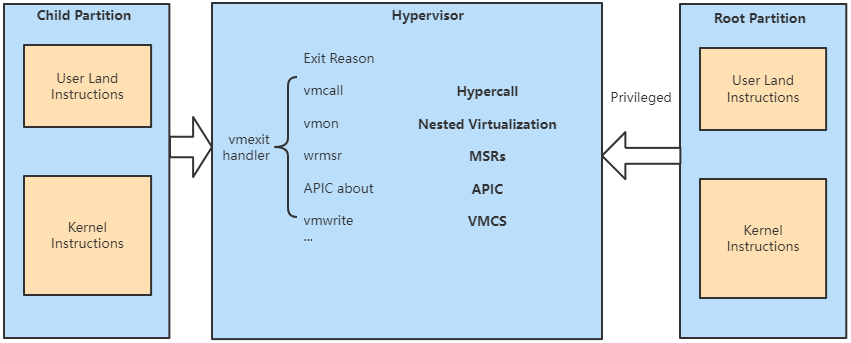 Child Partition
User Land
Instructions
Kernel
Instructions
Hypervisor
Exit Reason
vmexit
handler
vmcall Hypercall
vmon Nested Virtualization
wrmsr MSRs
APIC about APIC
vmwrite VMCS
...
Privileged
Root Partition
User Land
Instructions
Kernel
Instructions